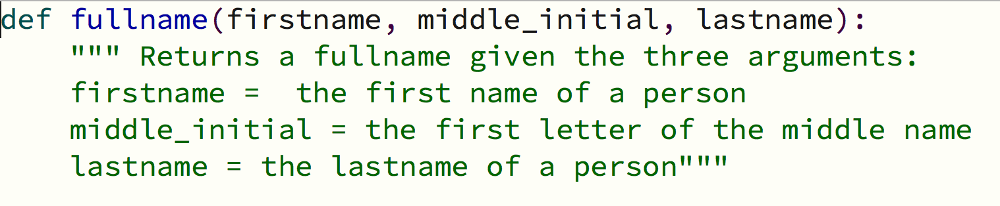 def fullname(firstname, middle_initial, lastname):
    """ Returns a fullname given the three arguments:
    firstname =  the first name of a person
    middle_initial = the first letter of the middle name
    lastname = the lastname of a person"""